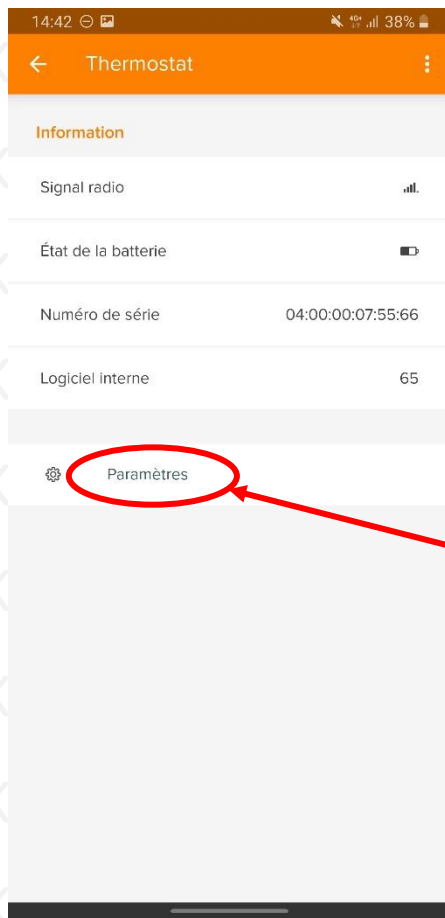 14:42 4G+ 38%
Thermostat
Information
Signal radio
État de la batterie
Numéro de série 04:00:00:07:55:66
Logiciel interne 65
Paramètres